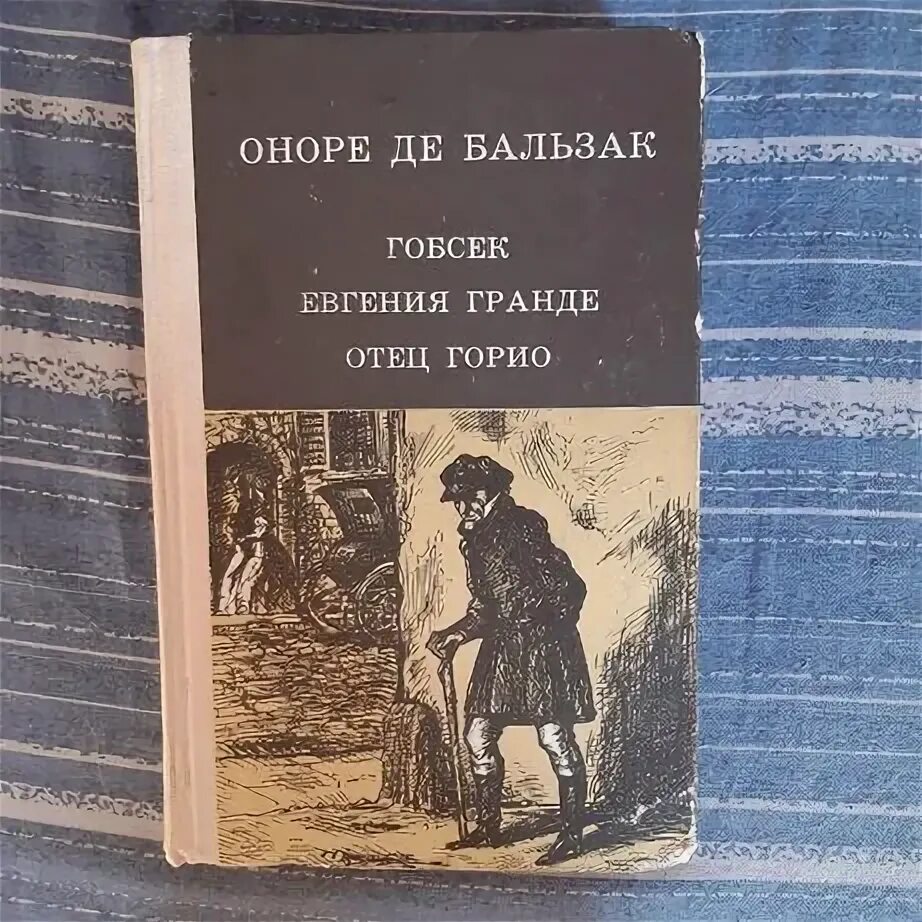 ОНОРЕ ДЕ БАЛЬЗАК
ГОБСЕК
ЕВГЕНИЯ ГРАНДЕ
ОТЕЦ ГОРИО